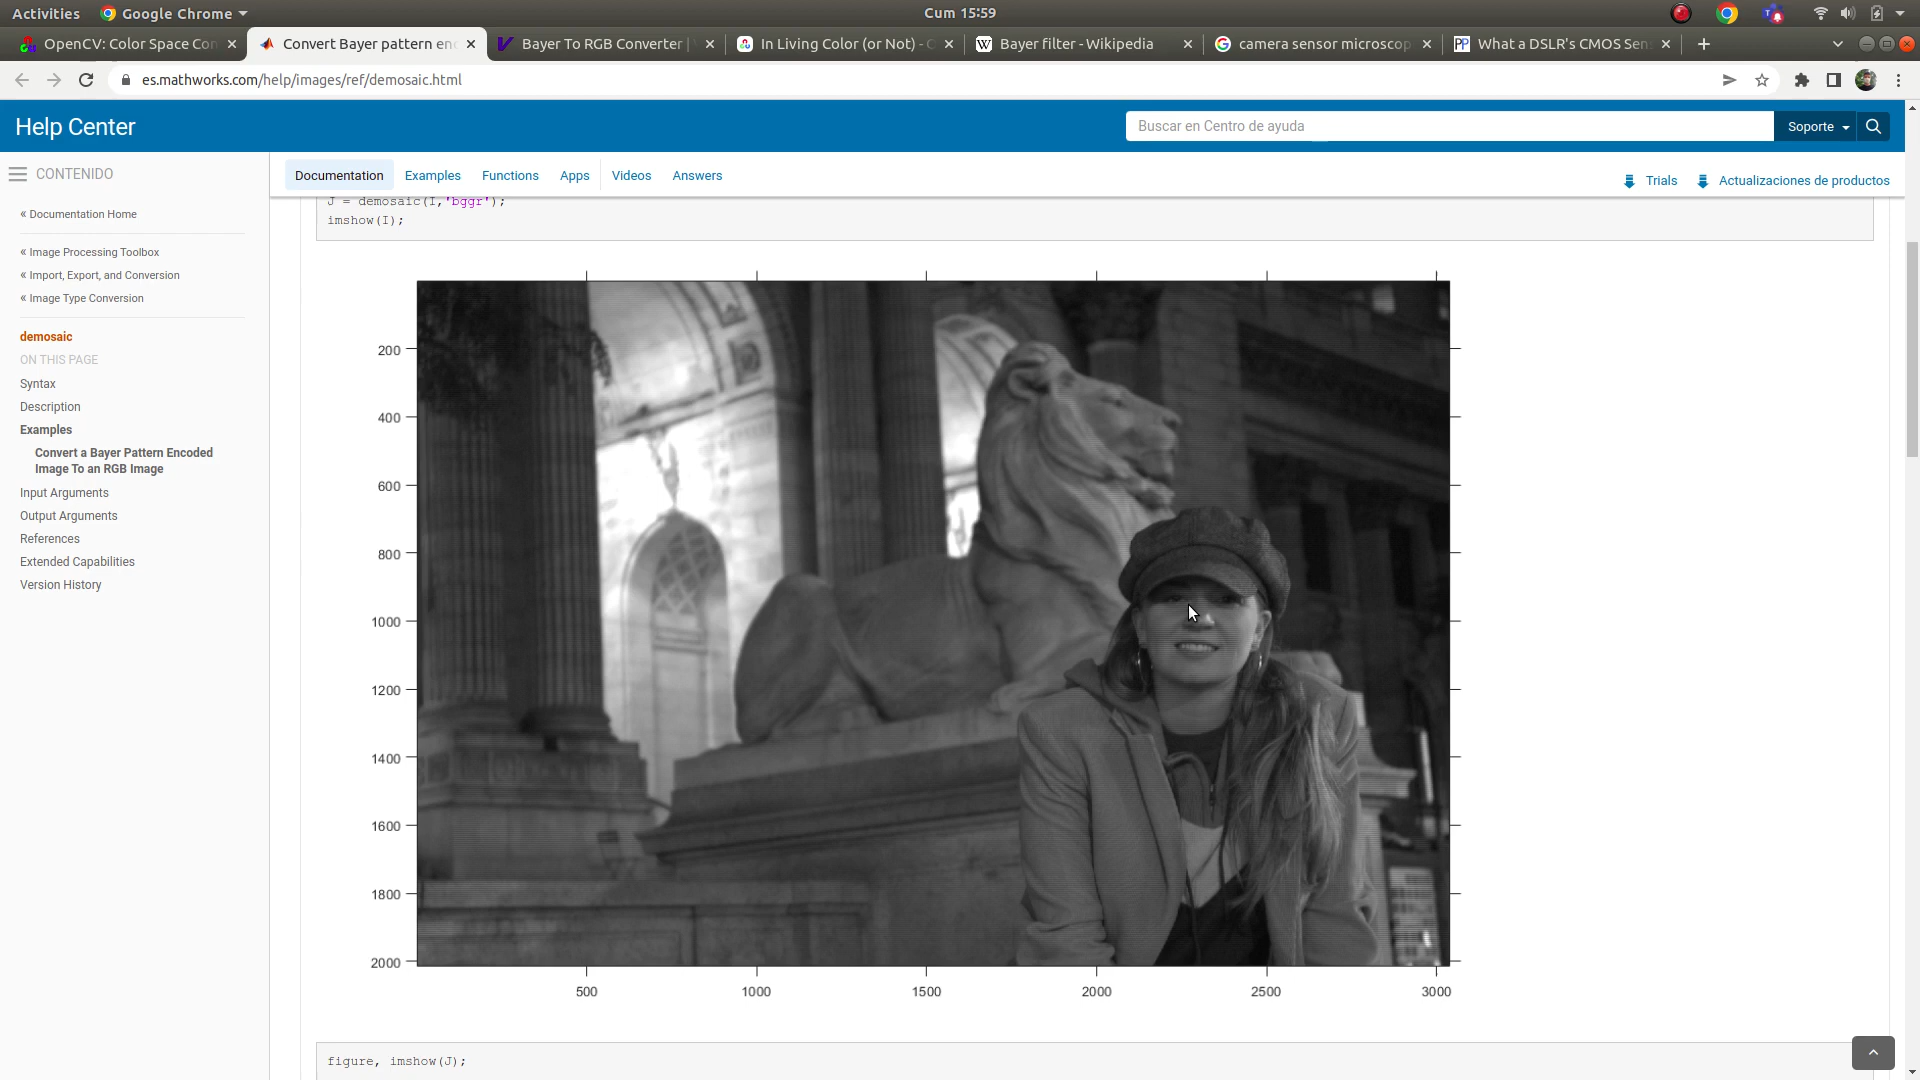 Activities
Google Chrome
Cum 15:59
OpenCV: Color Space Con
Convert Bayer pattern enc
Bayer To RGB Converter |
In Living Color (or Not) -
Bayer filter - Wikipedia
camera sensor microscop
What a DSLR's CMOS Sen
es.mathworks.com/help/images/ref/demosaic.html
Help Center
Buscar en Centro de ayuda
Soporte
CONTENIDO
Documentation
Examples
Functions
Apps
Videos
Answers
Trials
Actualizaciones de productos
« Documentation Home
« Image Processing Toolbox
« Import, Export, and Conversion
« Image Type Conversion
demosaic
ON THIS PAGE
Syntax
Description
Examples
Convert a Bayer Pattern Encoded
Image To an RGB Image
Input Arguments
Output Arguments
References
Extended Capabilities
Version History
J = demosaic(I,'bggr');
imshow(I);
200
400
600
800
1000
1200
1400
1600
1800
2000
500
1000
1500
2000
2500
3000
figure, imshow(J);